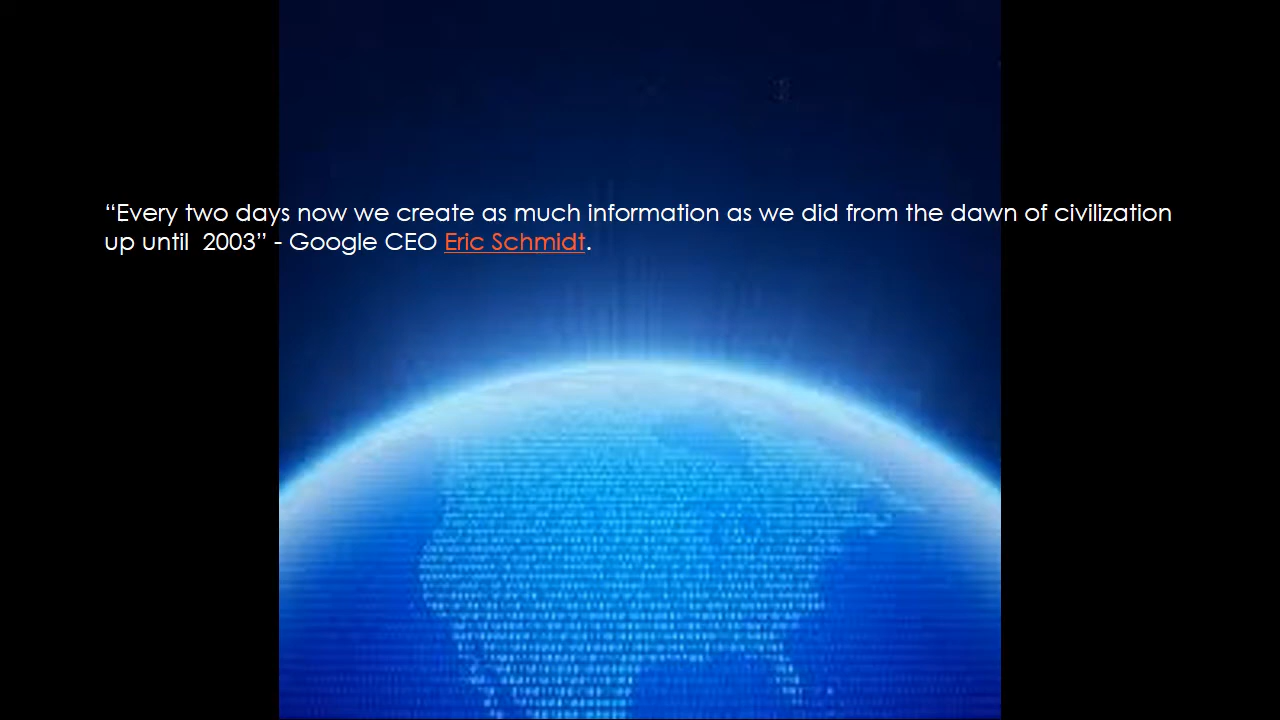 “Every two days now we create as much information as we did from the dawn of civilization
up until  2003” - Google CEO Eric Schmidt.